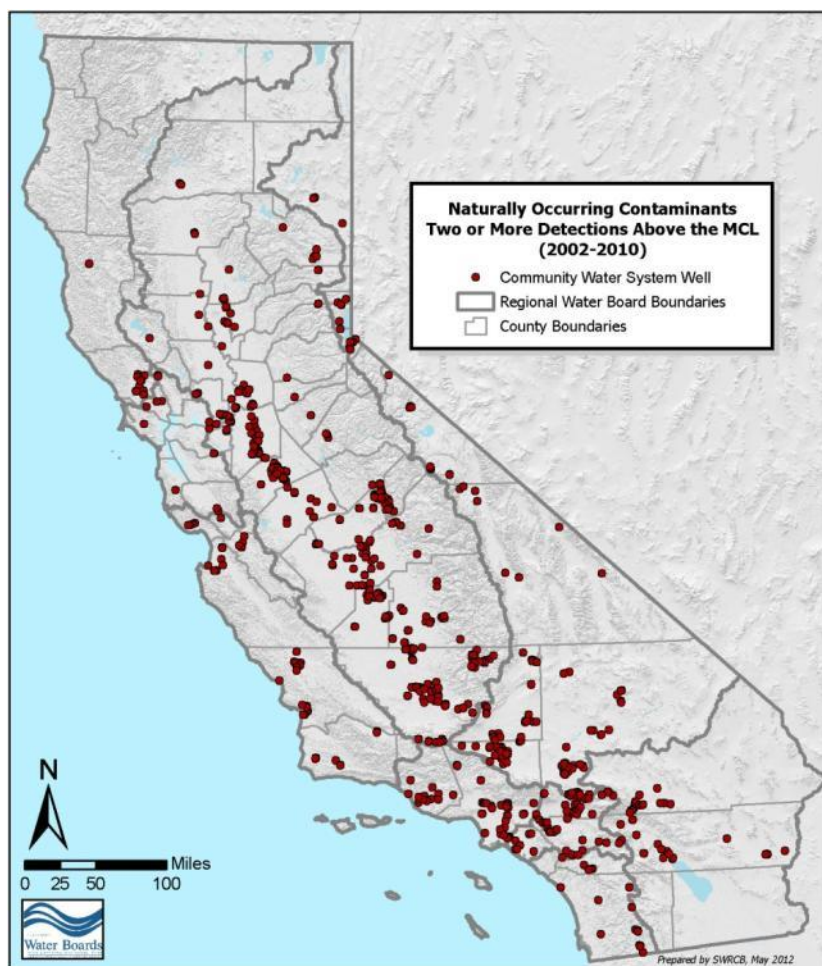 Naturally Occurring Contaminants
Two or More Detections Above the MCL
(2002-2010)
Community Water System Well
Regional Water Board Boundaries
County Boundaries
N
Miles
0 25 50 100
Water Boards
Prepared by SWRCB, May 2012